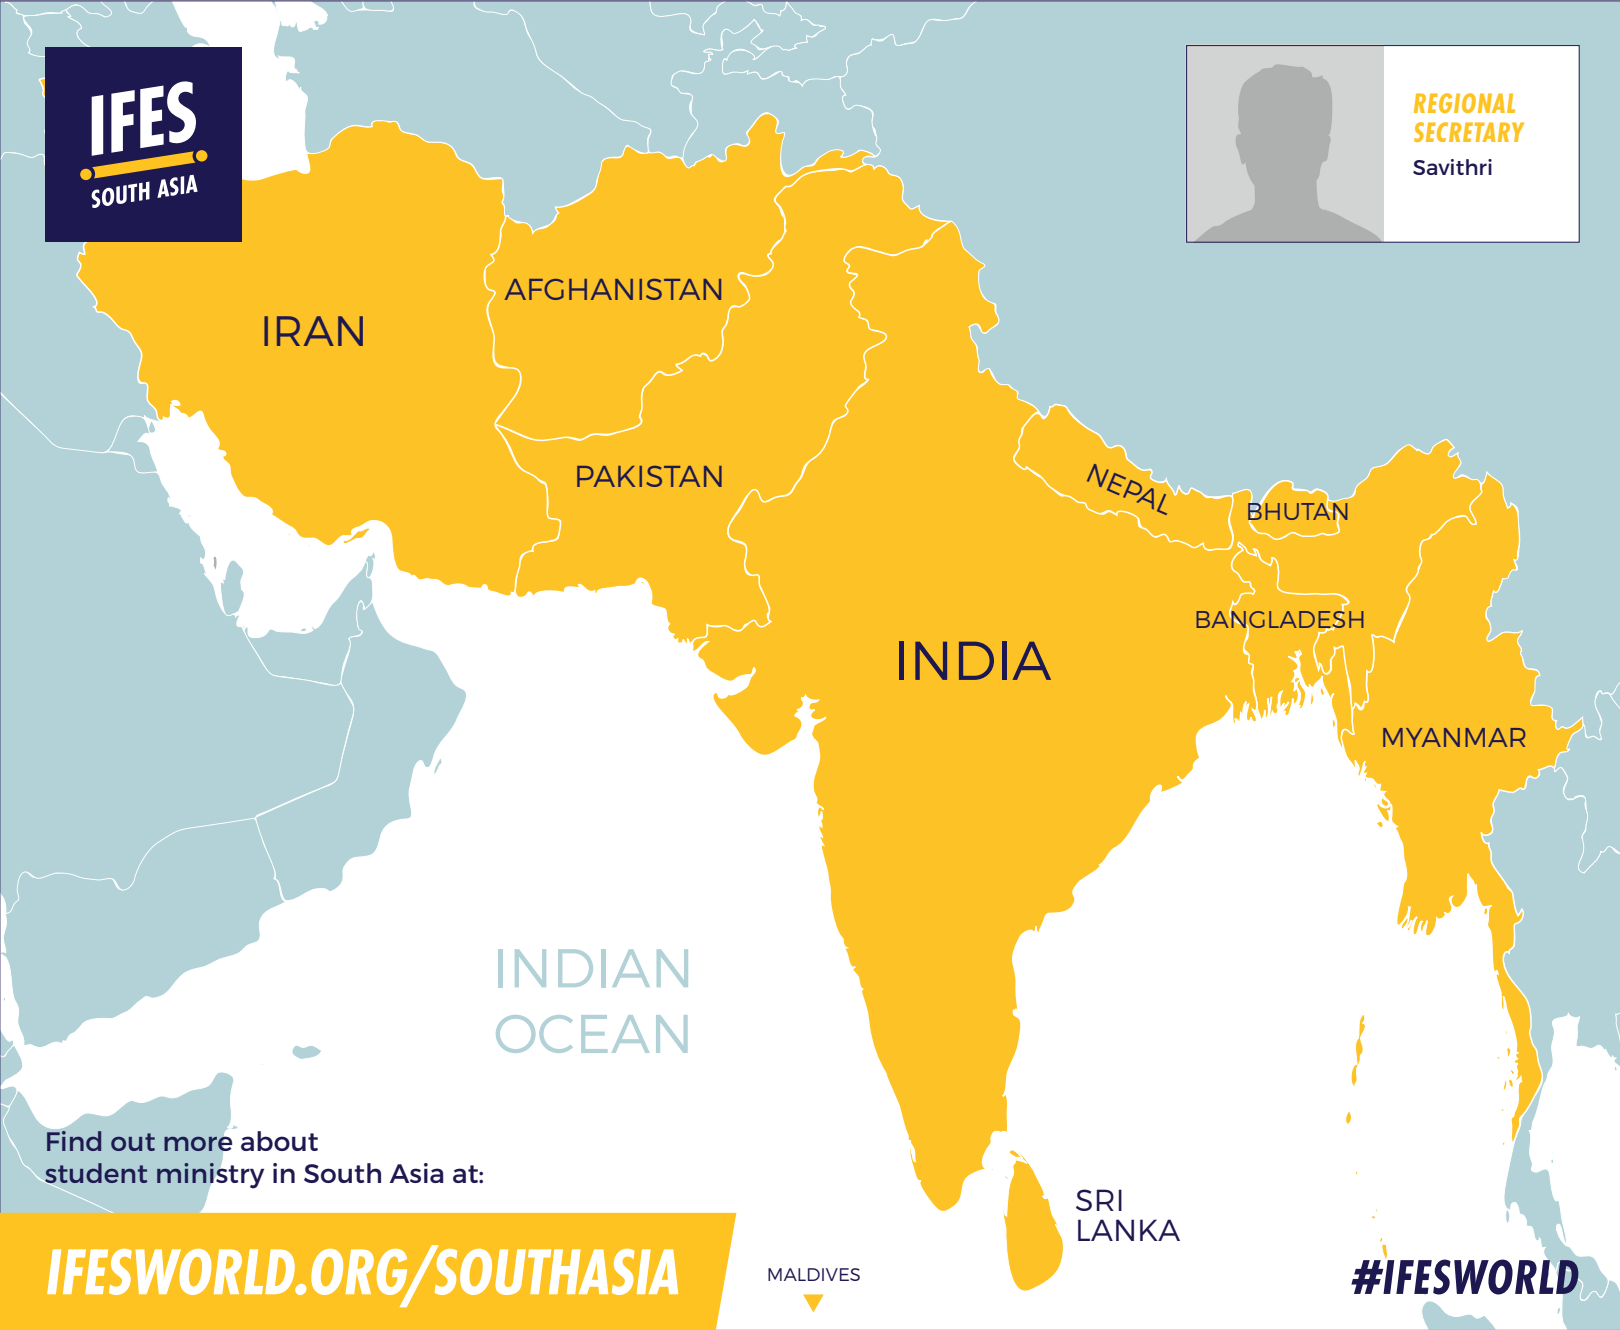 IFES
SOUTH ASIA
REGIONAL
SECRETARY
Savithri
AFGHANISTAN
IRAN
PAKISTAN
NEPAL
BHUTAN
BANGLADESH
INDIA
MYANMAR
INDIAN
OCEAN
Find out more about
student ministry in South Asia at:
SRI
LANKA
IFESWORLD.ORG/SOUTHASIA
MALDIVES
#IFESWORLD